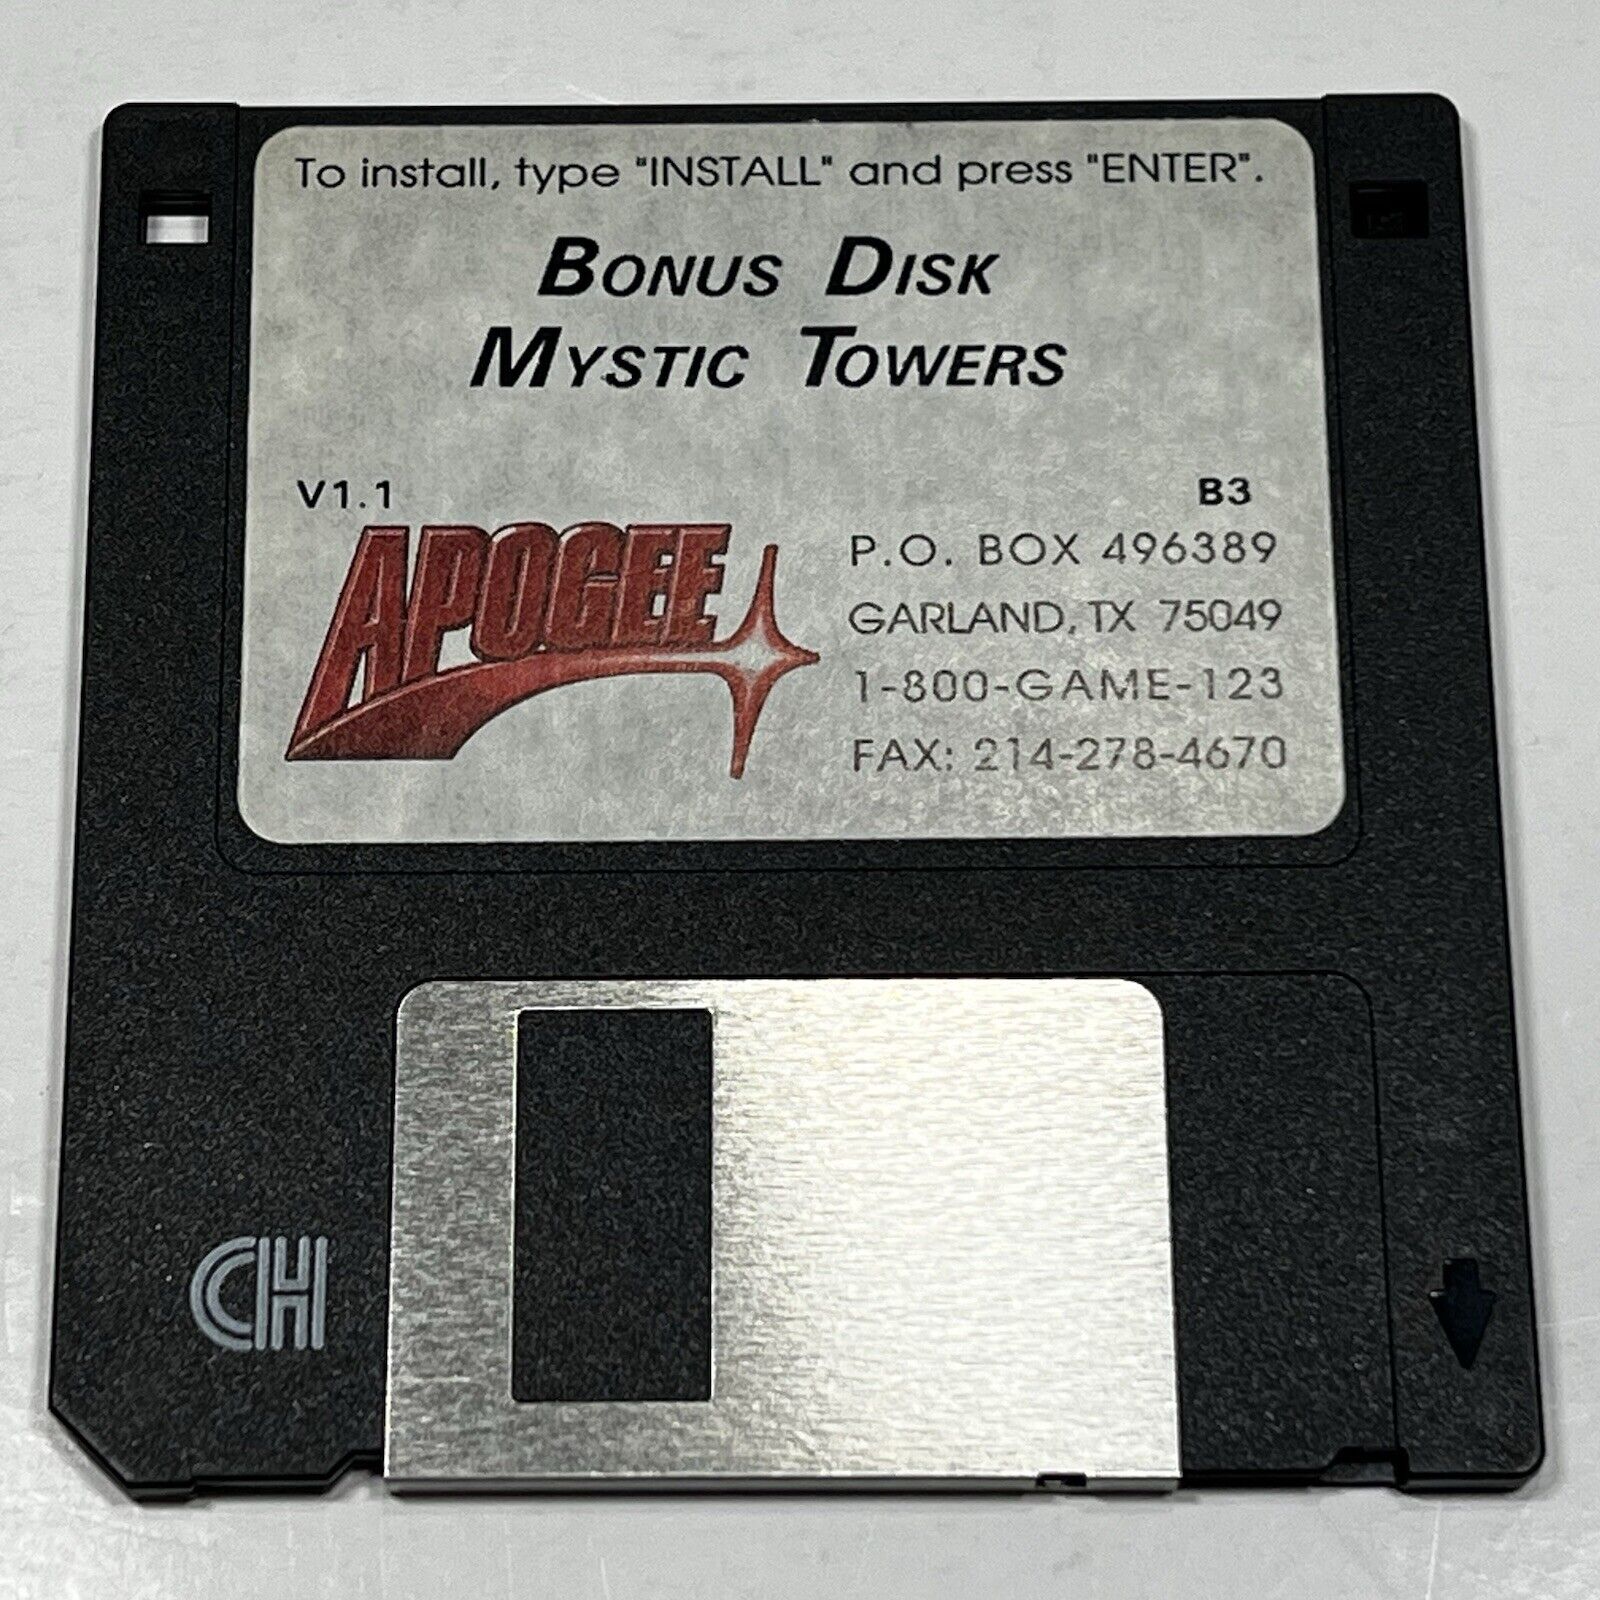 To install, type "INSTALL" and press "ENTER".
BONUS DISK
MYSTIC TOWERS
V1.1
B3
APOGEE
P.O. BOX 496389
GARLAND, TX 75049
1-800-GAME-123
FAX: 214-278-4670
CH